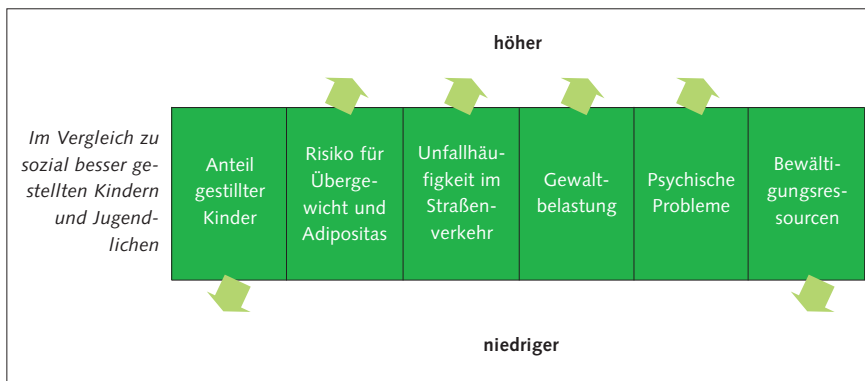 höher
Im Vergleich zu
sozial besser ge-
stellten Kindern
und Jugend-
lichen
Anteil
gestillter
Kinder
Risiko für
Überge-
wicht und
Adipositas
Unfallhäu-
figkeit im
Straßen-
verkehr
Gewalt-
belastung
Psychische
Probleme
Bewälti-
gungsres-
sourcen
niedriger